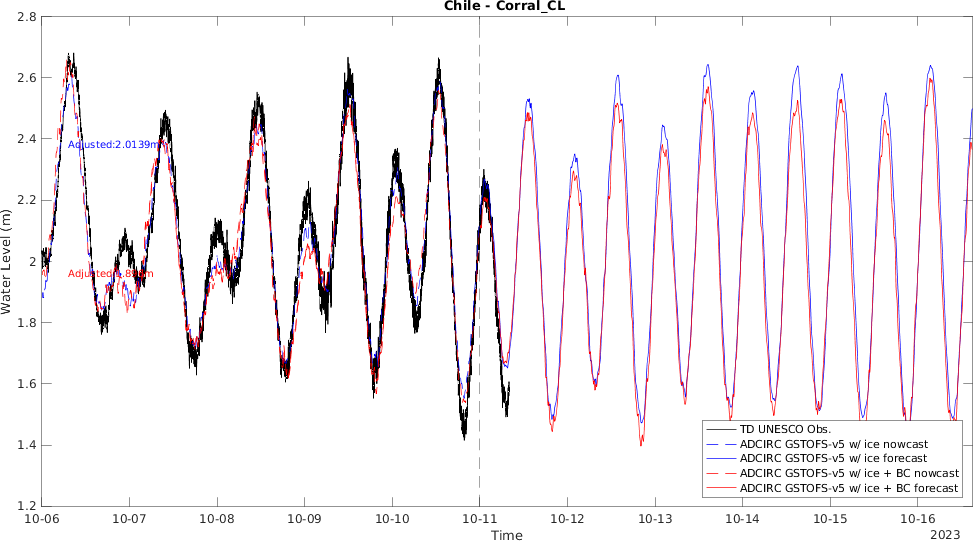 Chile - Corral_CL
2.8
2.6
2.4
2.2
2
1.8
1.6
1.4
1.2
Water Level (m)
Adjusted:2.0139m
10-06
10-07
10-08
10-09
10-10
10-11
10-12
10-13
10-14
10-15
10-16
Time
2023
TD UNESCO Obs.
ADCIRC GSTOFS-v5 w/ ice nowcast
ADCIRC GSTOFS-v5 w/ ice forecast
ADCIRC GSTOFS-v5 w/ ice + BC nowcast
ADCIRC GSTOFS-v5 w/ ice + BC forecast